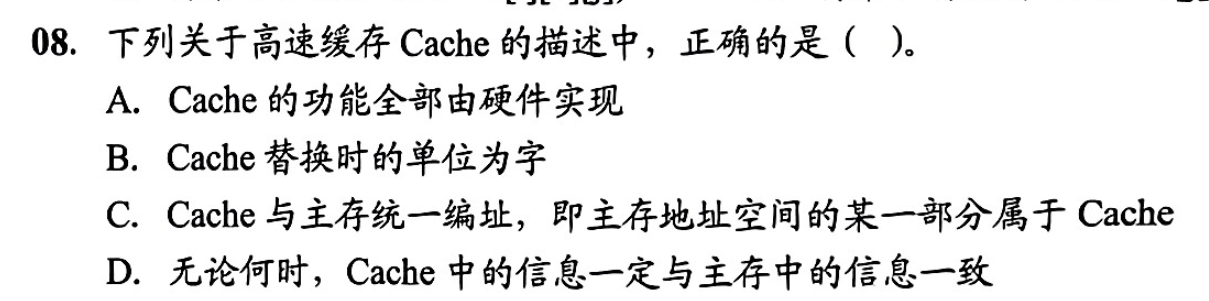 08. 下列关于高速缓存 Cache 的描述中，正确的是（ ）。
A. Cache 的功能全部由硬件实现
B. Cache 替换时的单位为字
C. Cache 与主存统一编址，即主存地址空间的某一部分属于 Cache
D. 无论何时，Cache 中的信息一定与主存中的信息一致